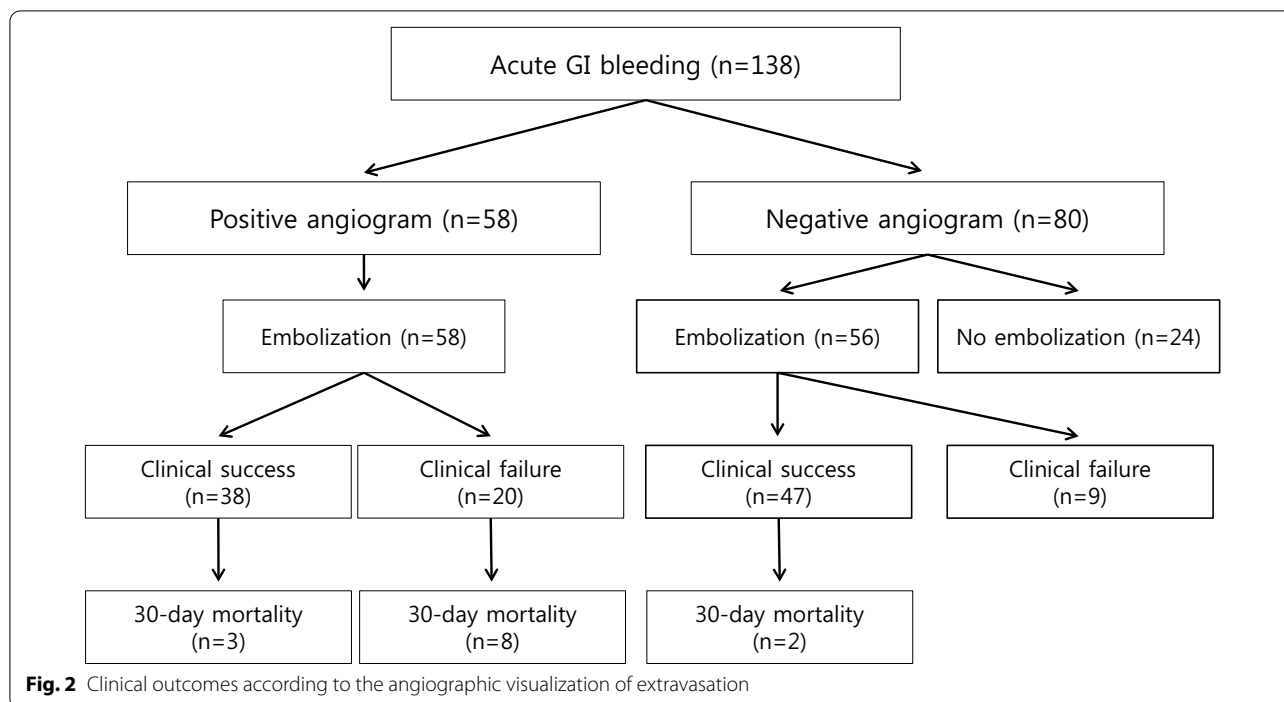 Acute GI bleeding (n=138)
Positive angiogram (n=58)
Negative angiogram (n=80)
Embolization (n=58)
Embolization (n=56)
No embolization (n=24)
Clinical success
(n=38)
Clinical failure
(n=20)
Clinical success
(n=47)
Clinical failure
(n=9)
30-day mortality
(n=3)
30-day mortality
(n=8)
30-day mortality
(n=2)
Fig. 2 Clinical outcomes according to the angiographic visualization of extravasation